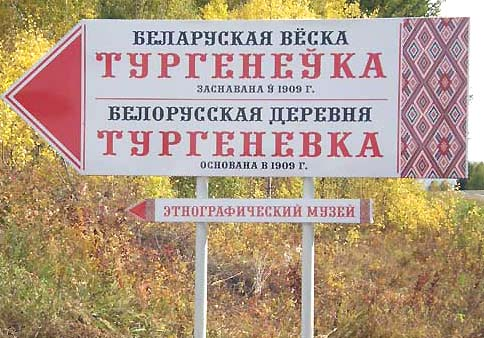 БЕЛАРУСКАЯ ВЁСКА
ТУРГЕНЕЎКА
ЗАСНАВАНА Ў 1909 Г.
БЕЛОРУССКАЯ ДЕРЕВНЯ
ТУРГЕНЕВКА
ОСНОВАНА В 1909 Г.
ЭТНОГРАФИЧЕСКИЙ МУЗЕЙ